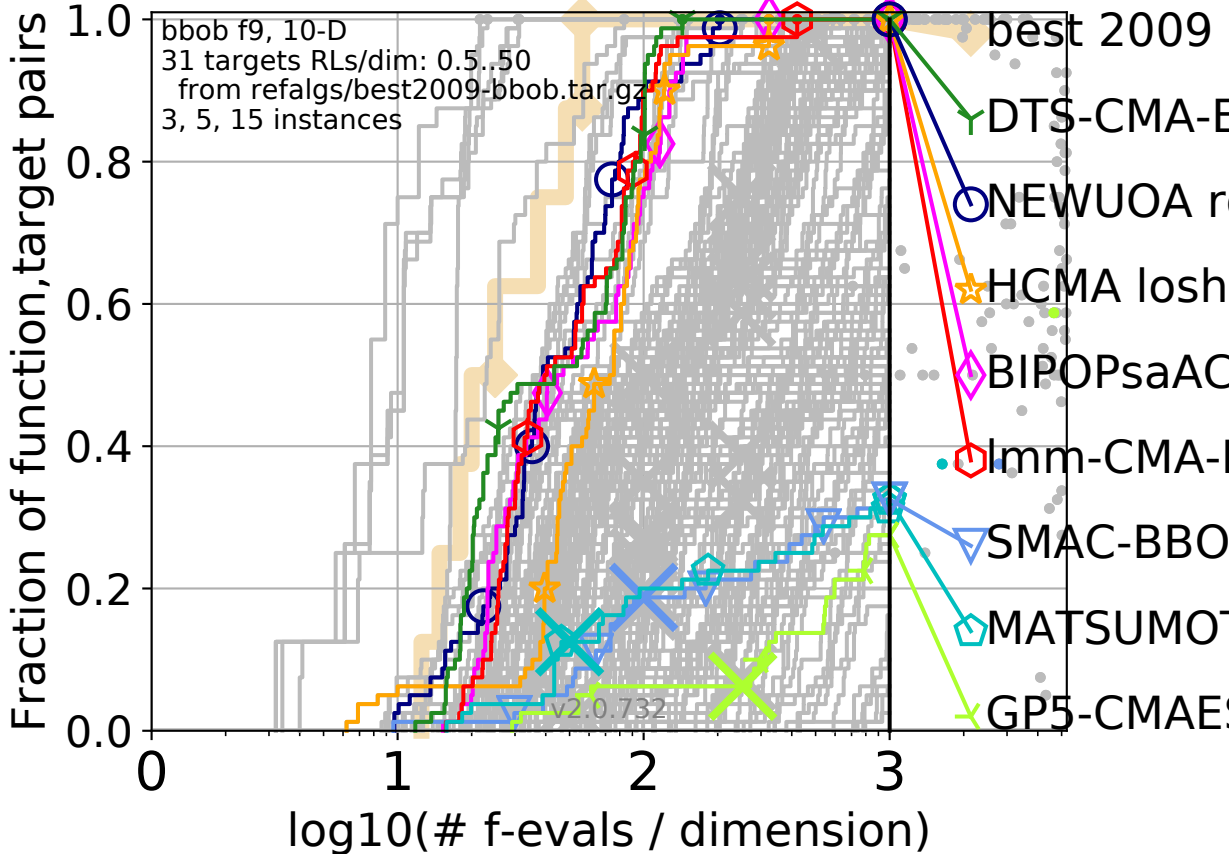 Fraction of function,target pairs
1.0
0.8
0.6
0.4
0.2
0.0
bbob f9, 10-D
31 targets RLs/dim: 0.5..50
from refalgs/best2009-bbob.tar.gz
3, 5, 15 instances
v2.0.732
0
1
2
3
log10(# f-evals / dimension)
best 2009
DTS-CMA-E
NEWUOA
HCMA losh
BIPOPsaAC
lmm-CMA-
SMAC-BBO
MATSUMOT
GP5-CMAES